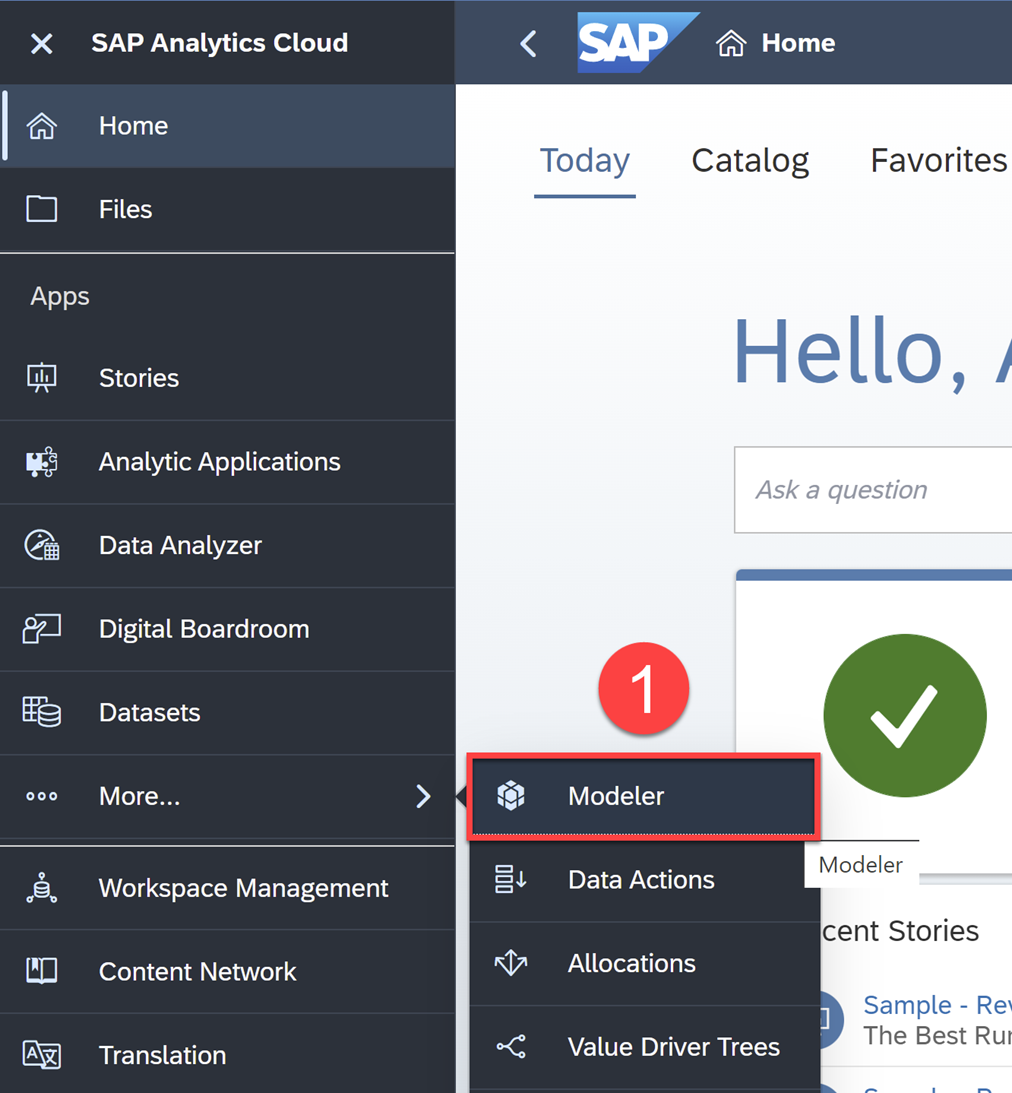 SAP Analytics Cloud
Home
Files
Apps
Stories
Analytic Applications
Data Analyzer
Digital Boardroom
Datasets
More...
Workspace Management
Content Network
Translation
SAP
Home
Today Catalog Favorites
Hello,
Ask a question
1
Modeler
Data Actions
Allocations
Value Driver Trees
Modeler
cent Stories
Sample - Rev
The Best Run